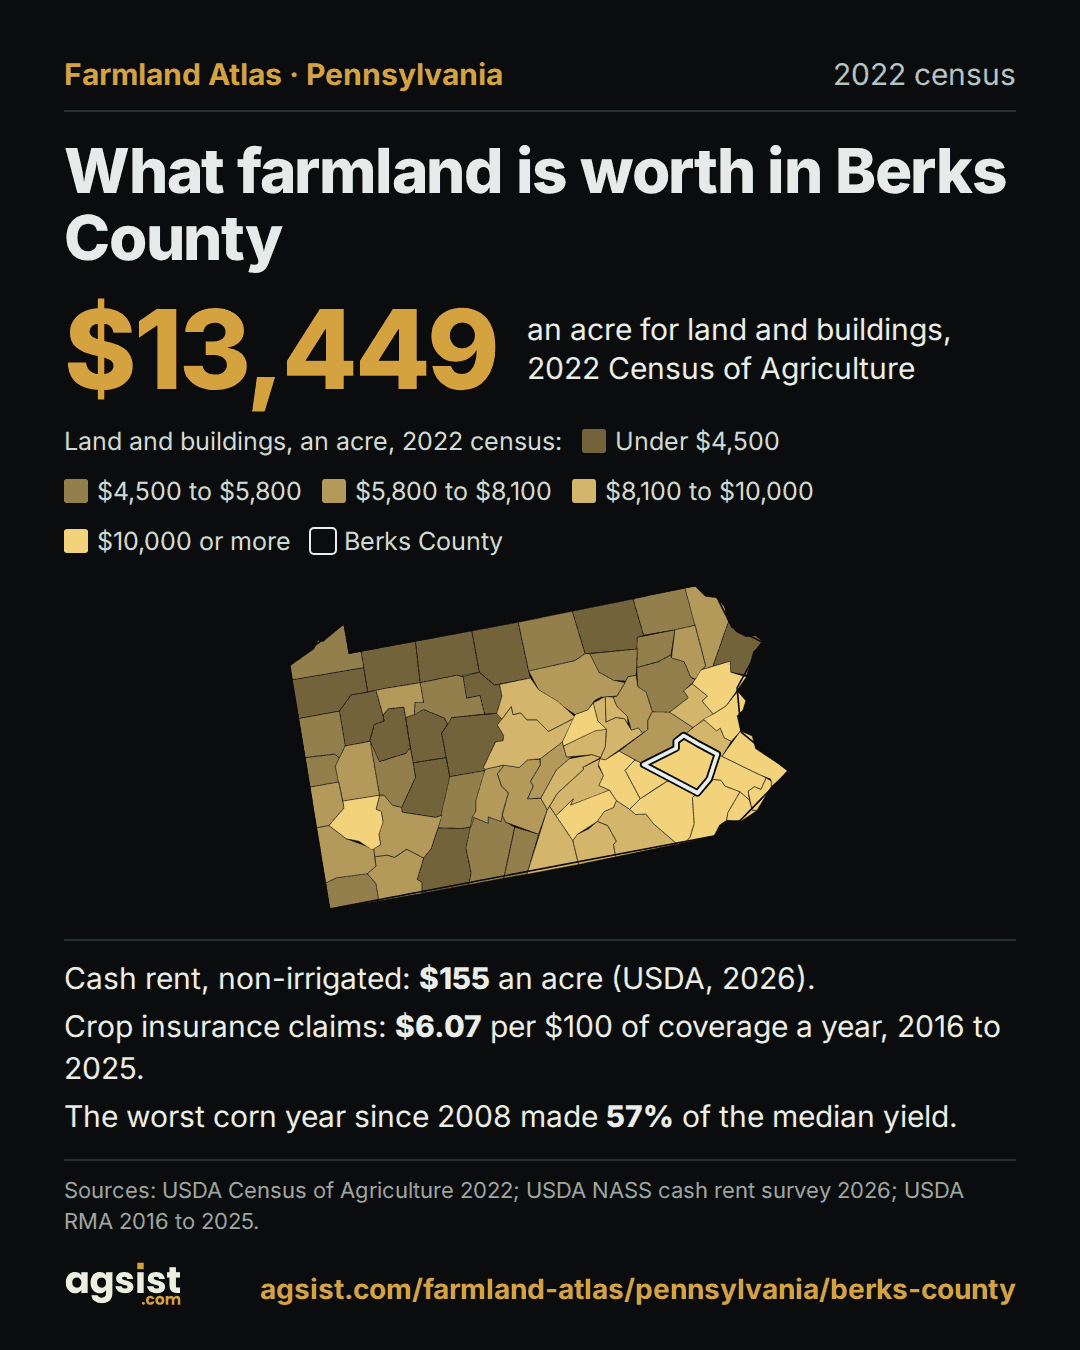 Farmland Atlas · Pennsylvania
2022 census
What farmland is worth in Berks
County
$13,449
an acre for land and buildings,
2022 Census of Agriculture
Land and buildings, an acre, 2022 census:
Under $4,500
$4,500 to $5,800
$5,800 to $8,100
$8,100 to $10,000
$10,000 or more
Berks County
Cash rent, non-irrigated: $155 an acre (USDA, 2026).
Crop insurance claims: $6.07 per $100 of coverage a year, 2016 to
2025.
The worst corn year since 2008 made 57% of the median yield.
Sources: USDA Census of Agriculture 2022; USDA NASS cash rent survey 2026; USDA
RMA 2016 to 2025.
agsist
.com
agsist.com/farmland-atlas/pennsylvania/berks-county